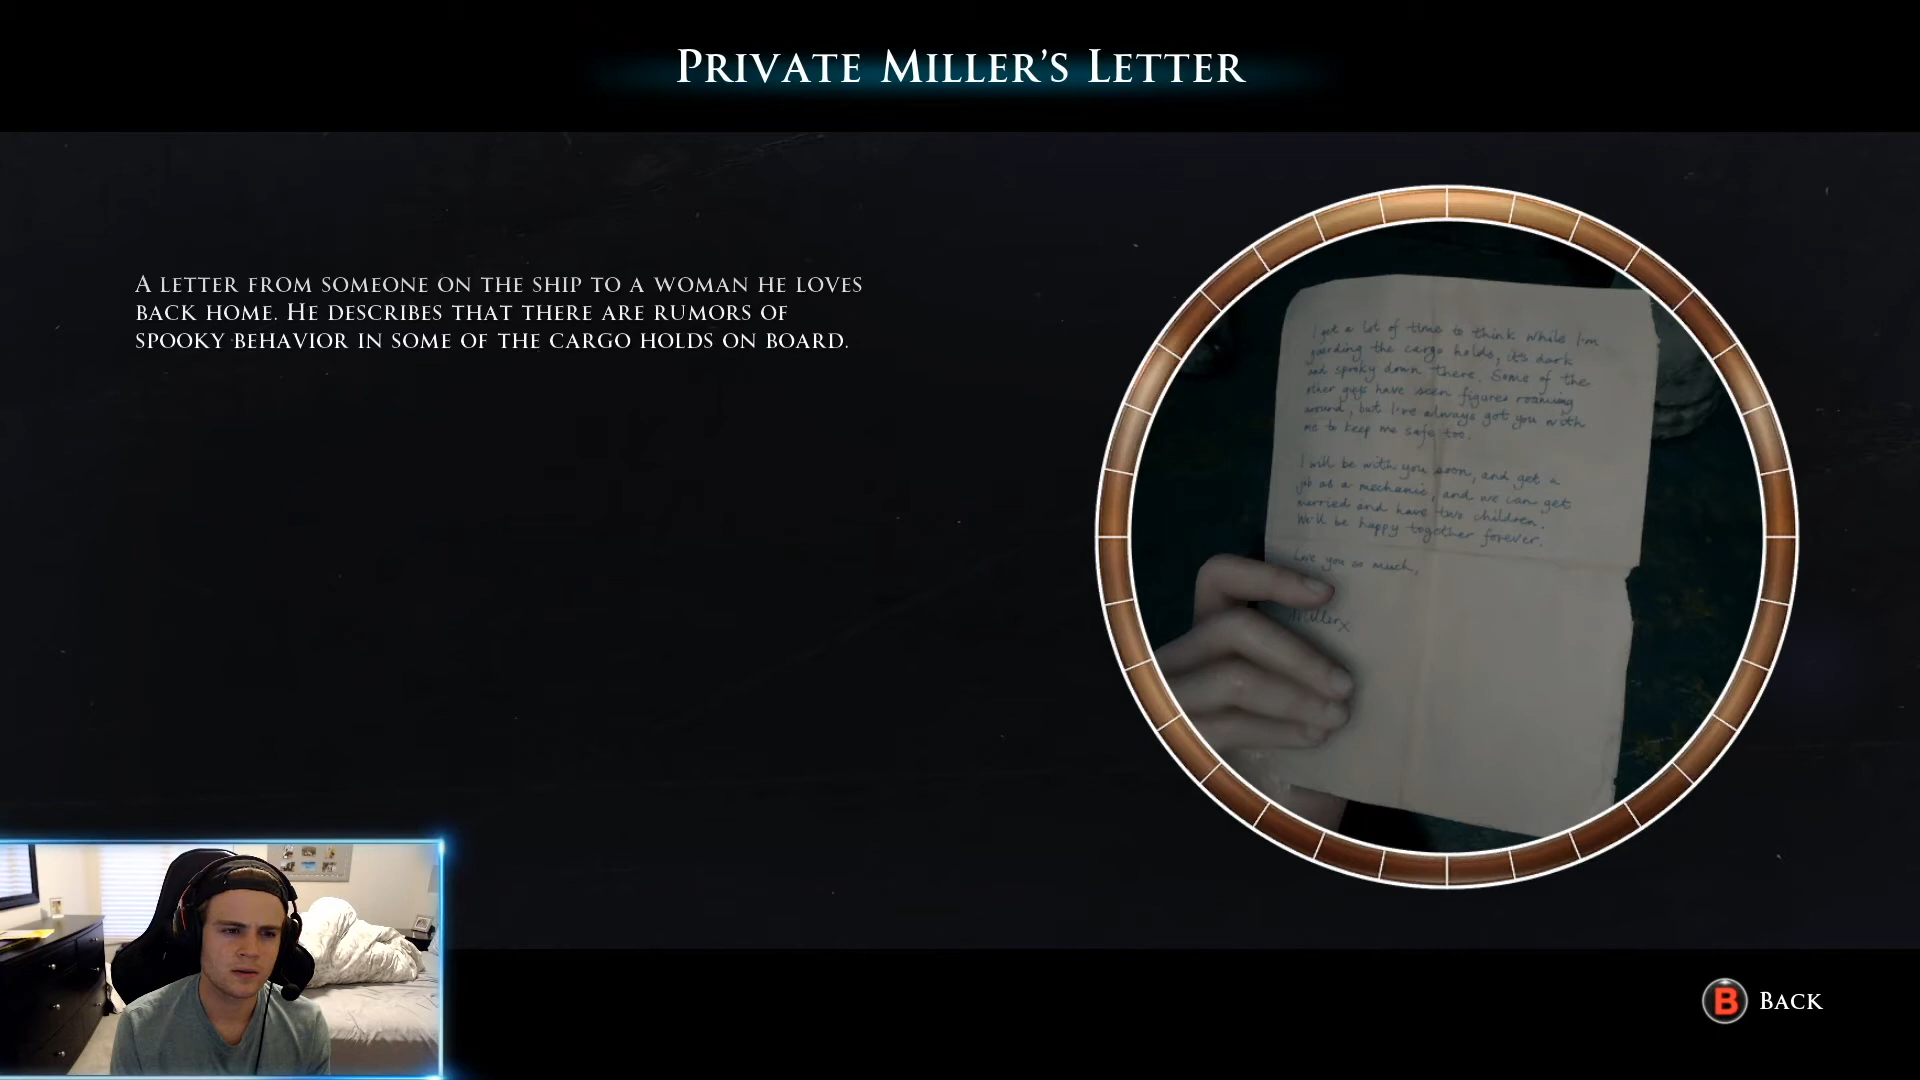 PRIVATE MILLER'S LETTER
A LETTER FROM SOMEONE ON THE SHIP TO A WOMAN HE LOVES
BACK HOME. HE DESCRIBES THAT THERE ARE RUMORS OF
SPOOKY BEHAVIOR IN SOME OF THE CARGO HOLDS ON BOARD.
I get a lot of time to think while I'm
guarding the cargo holds, its dark
and spooky down there. Some of the
other guys have seen figures roaming
around, but I've always got you with
me to keep me safe too.
I will be with you soon, and get a
job as a mechanic, and we can get
married and have two children.
We'll be happy together forever.
Love you so much,
Miller x
B BACK